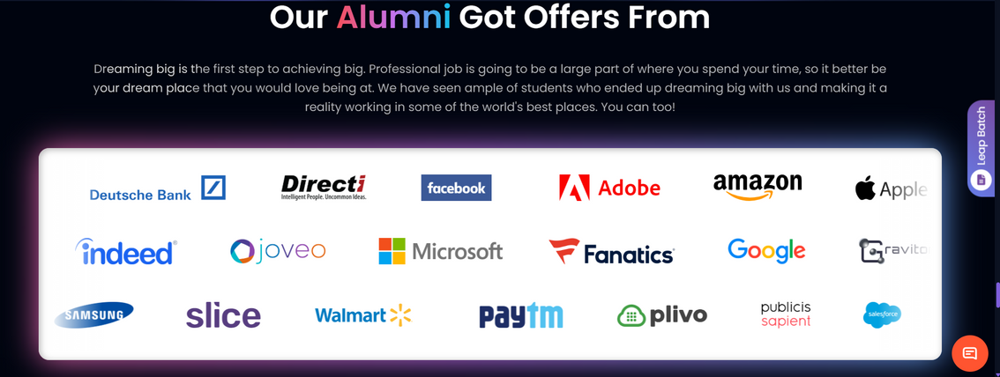 Our Alumni Got Offers From
Dreaming big is the first step to achieving big. Professional job is going to be a large part of where you spend your time, so it better be
your dream place that you would love being at. We have seen ample of students who ended up dreaming big with us and making it a
reality working in some of the world's best places. You can too!
Leap Batch
Deutsche Bank
Directi
Intelligent People. Uncommon Ideas.
facebook
Adobe
amazon
Apple
indeed
joveo
Microsoft
Fanatics
Google
ravito
SAMSUNG
slice
Walmart
paytm
plivo
publicis
sapient
salesforce